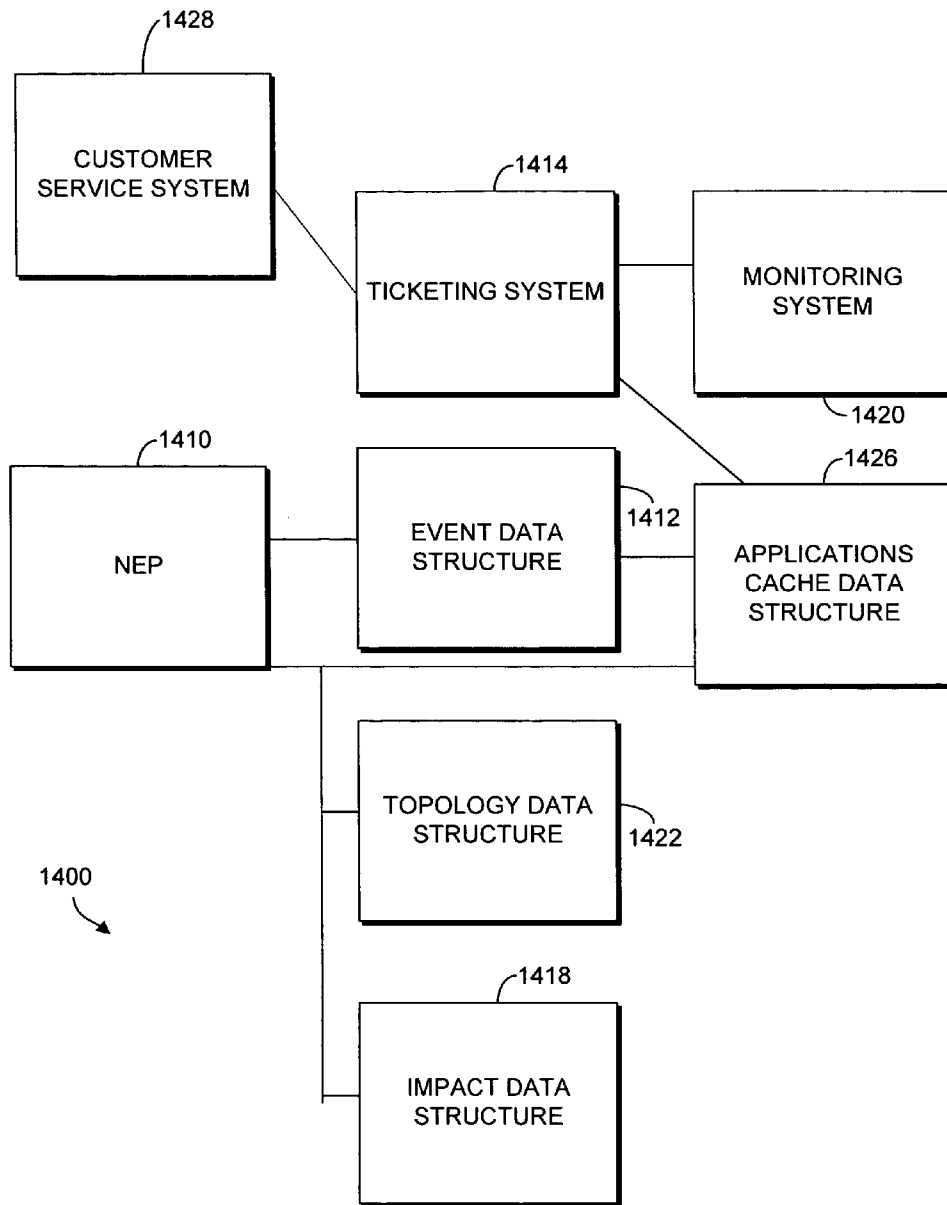 1428
CUSTOMER
SERVICE SYSTEM
1414
TICKETING SYSTEM
MONITORING
SYSTEM
1420
1410
NEP
EVENT DATA
STRUCTURE
1412
1426
APPLICATIONS
CACHE DATA
STRUCTURE
TOPOLOGY DATA
STRUCTURE
1422
1400
1418
IMPACT DATA
STRUCTURE